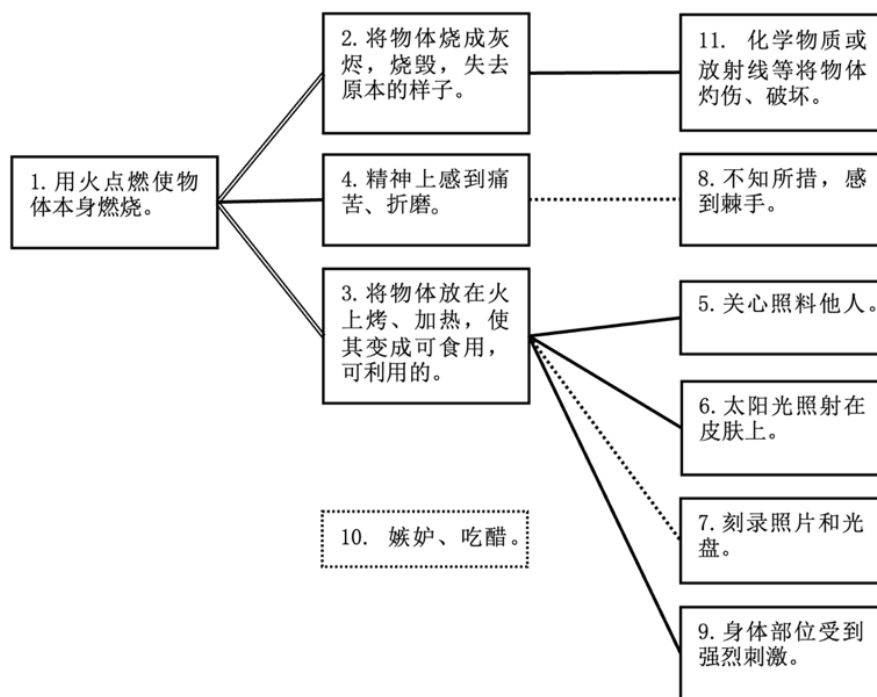 1. 用火点燃使物
体本身燃烧。
2. 将物体烧成灰
烬，烧毁，失去
原本的样子。
4. 精神上感到痛
苦、折磨。
3. 将物体放在火
上烤、加热，使
其变成可食用，
可利用的。
10. 嫉妒、吃醋。
11. 化学物质或
放射线等将物体
灼伤、破坏。
8. 不知所措，感
到棘手。
5. 关心照料他人。
6. 太阳光照射在
皮肤上。
7. 刻录照片和光
盘。
9. 身体部位受到
强烈刺激。